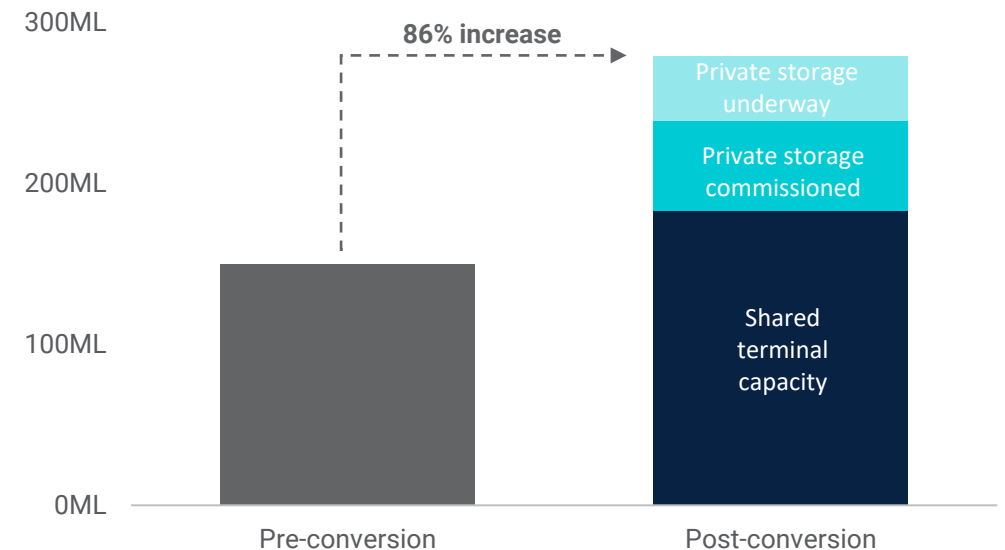 300ML
86% increase
Private storage
underway
Private storage
commissioned
200ML
Shared
terminal
capacity
100ML
0ML
Pre-conversion
Post-conversion